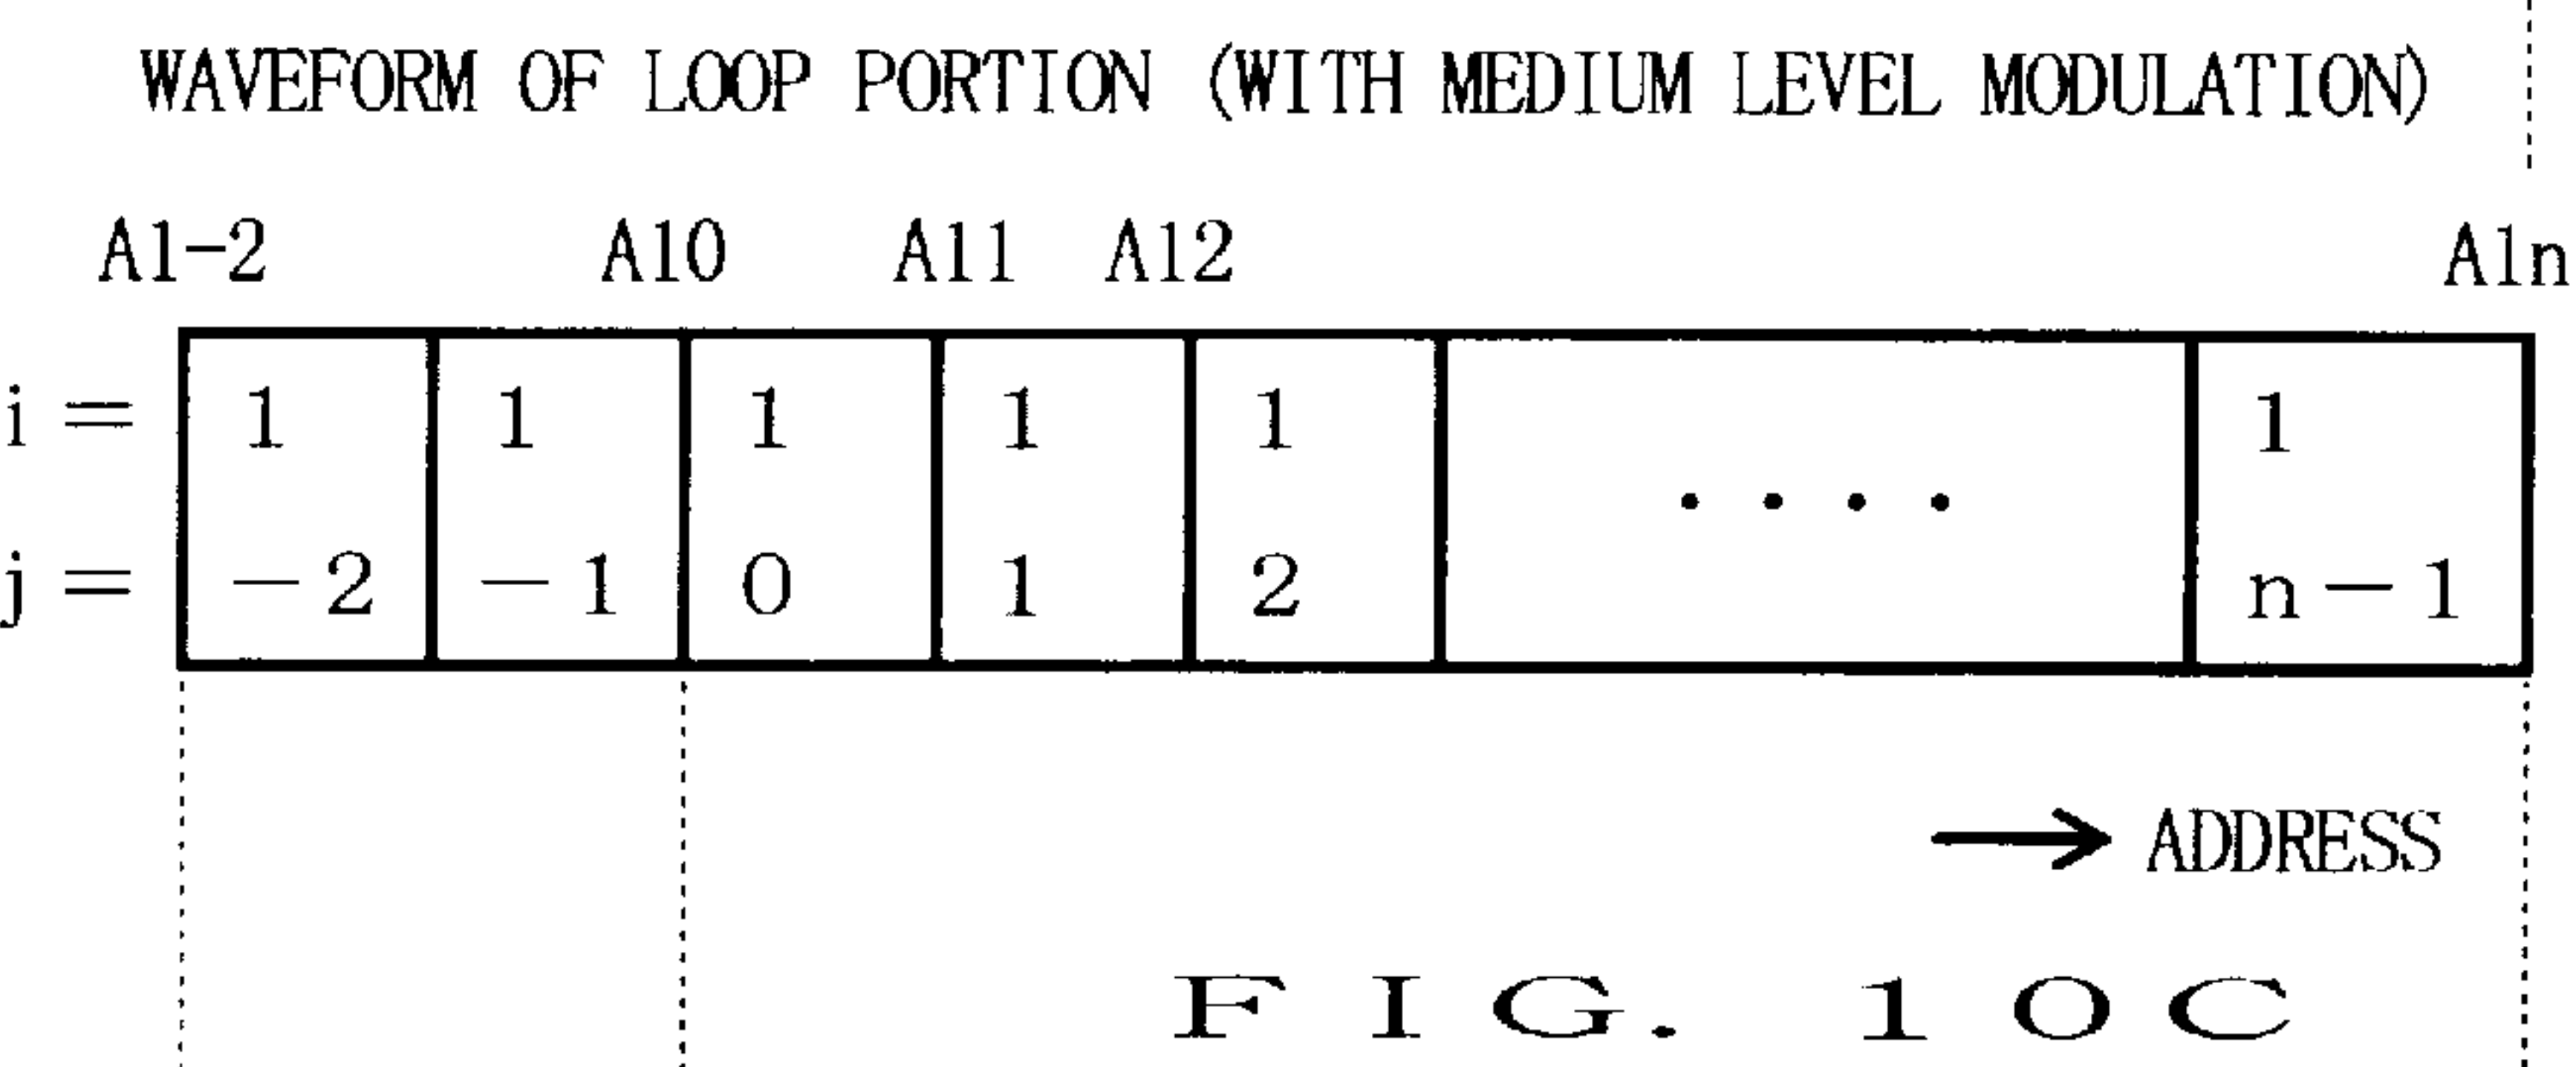 WAVEFORM OF LOOP PORTION (WITH MEDIUM LEVEL MODULATION)
A1-2 A10 A11 A12 A1n
i = 1 1 1 1 1 1
j = -2 -1 0 1 2 .... n-1
→ ADDRESS
FIG. 10C